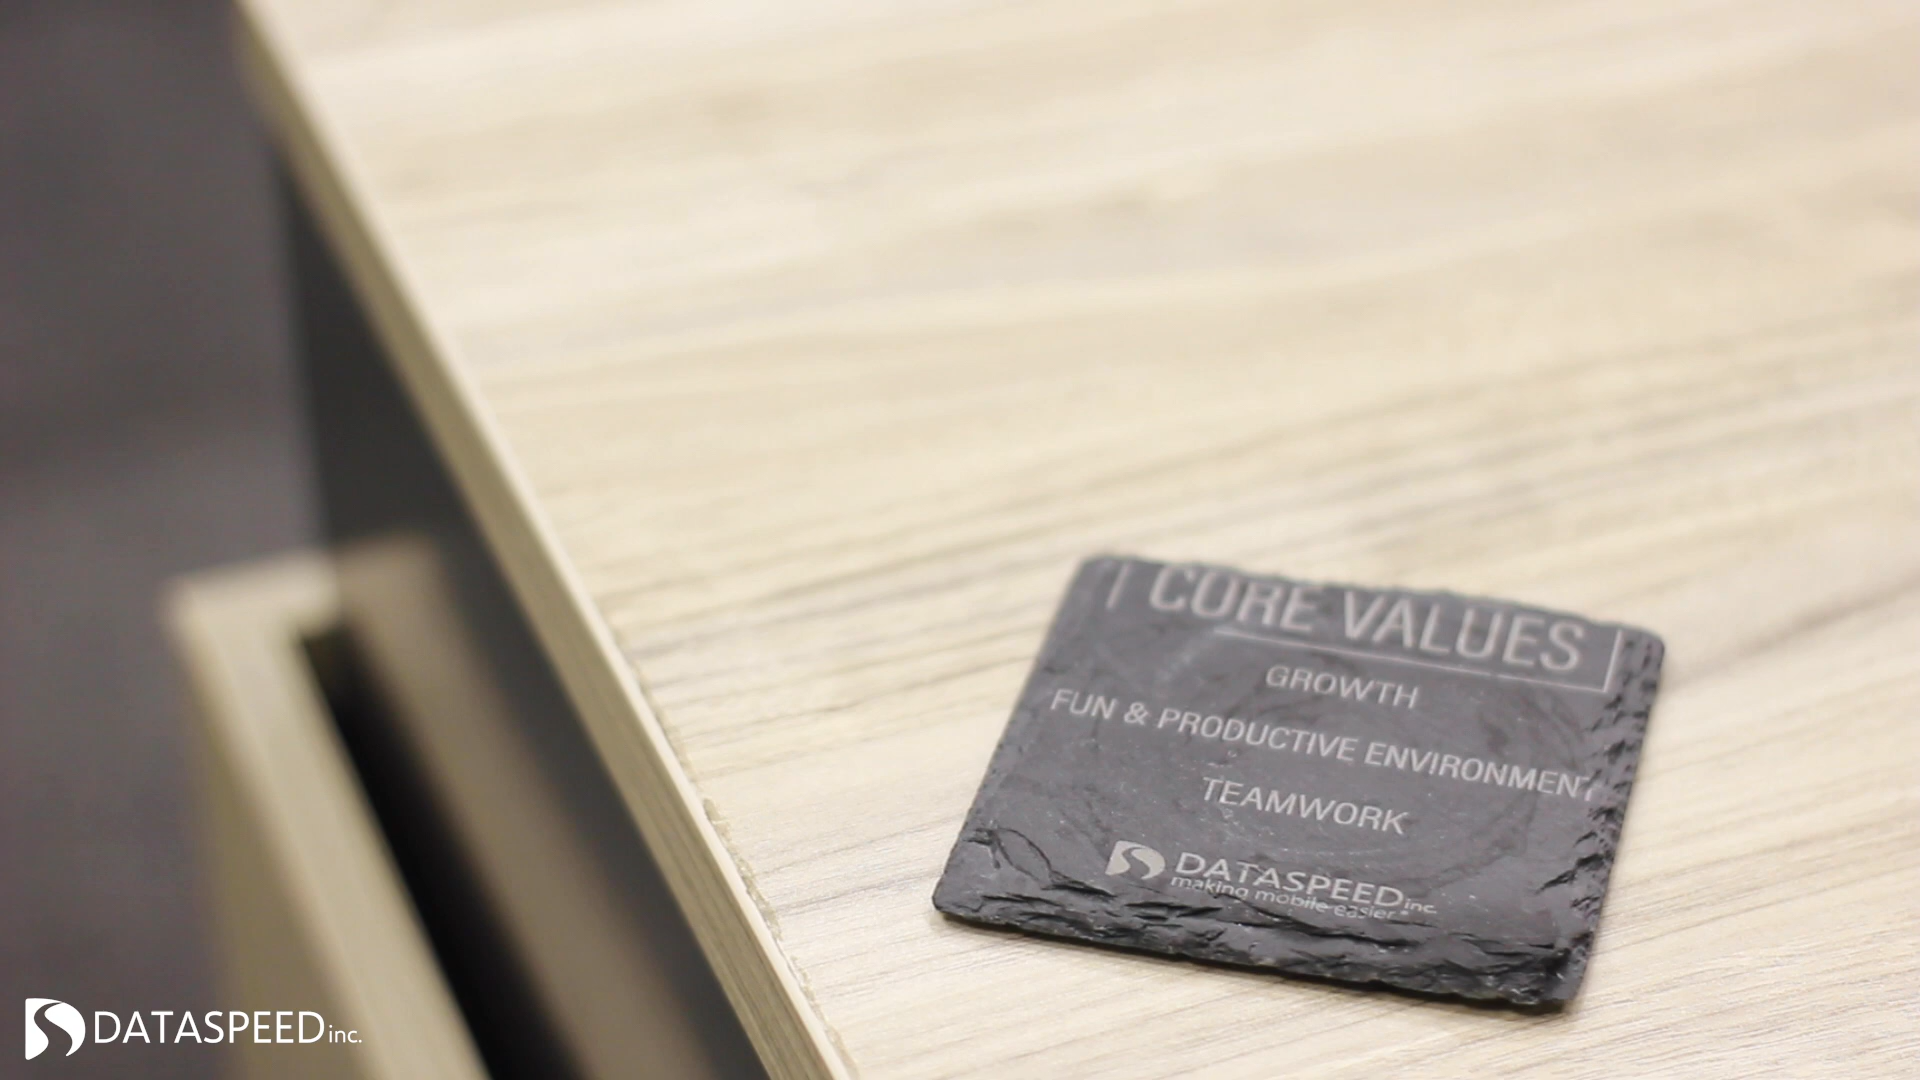 CORE VALUES
GROWTH
FUN & PRODUCTIVE ENVIRONMENT
TEAMWORK
DATASPEED inc.
making mobile easier
DATASPEED inc.